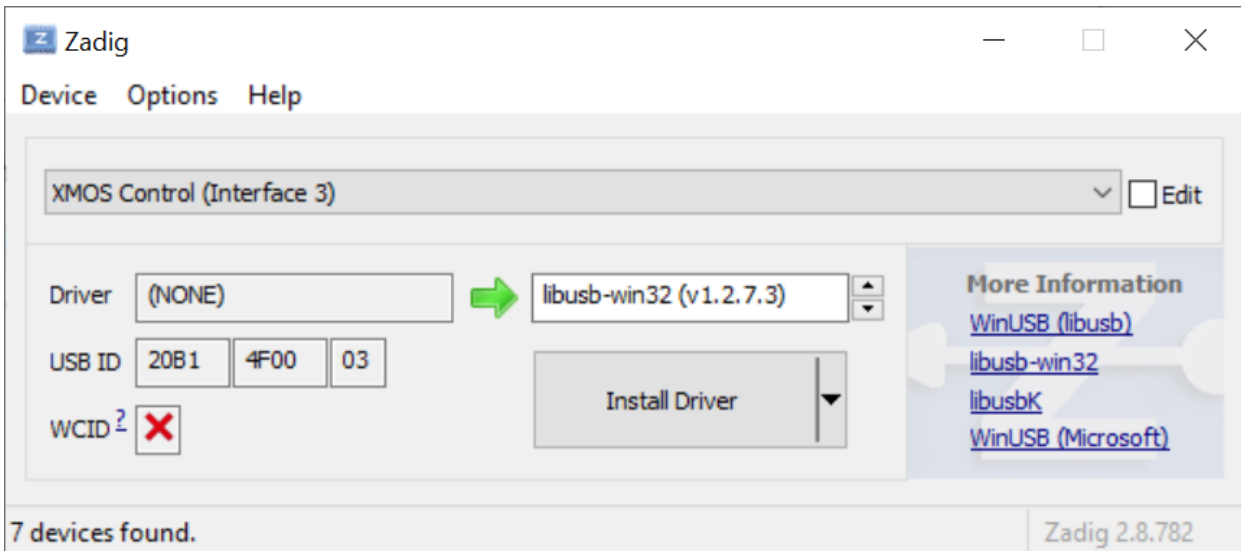 Zadig
Device Options Help
XMOS Control (Interface 3)
Edit
Driver (NONE) libusb-win32 (v1.2.7.3)
USB ID 20B1 4F00 03
WCID ?
Install Driver
More Information
WinUSB (libusb)
libusb-win32
libusbK
WinUSB (Microsoft)
7 devices found.
Zadig 2.8.782